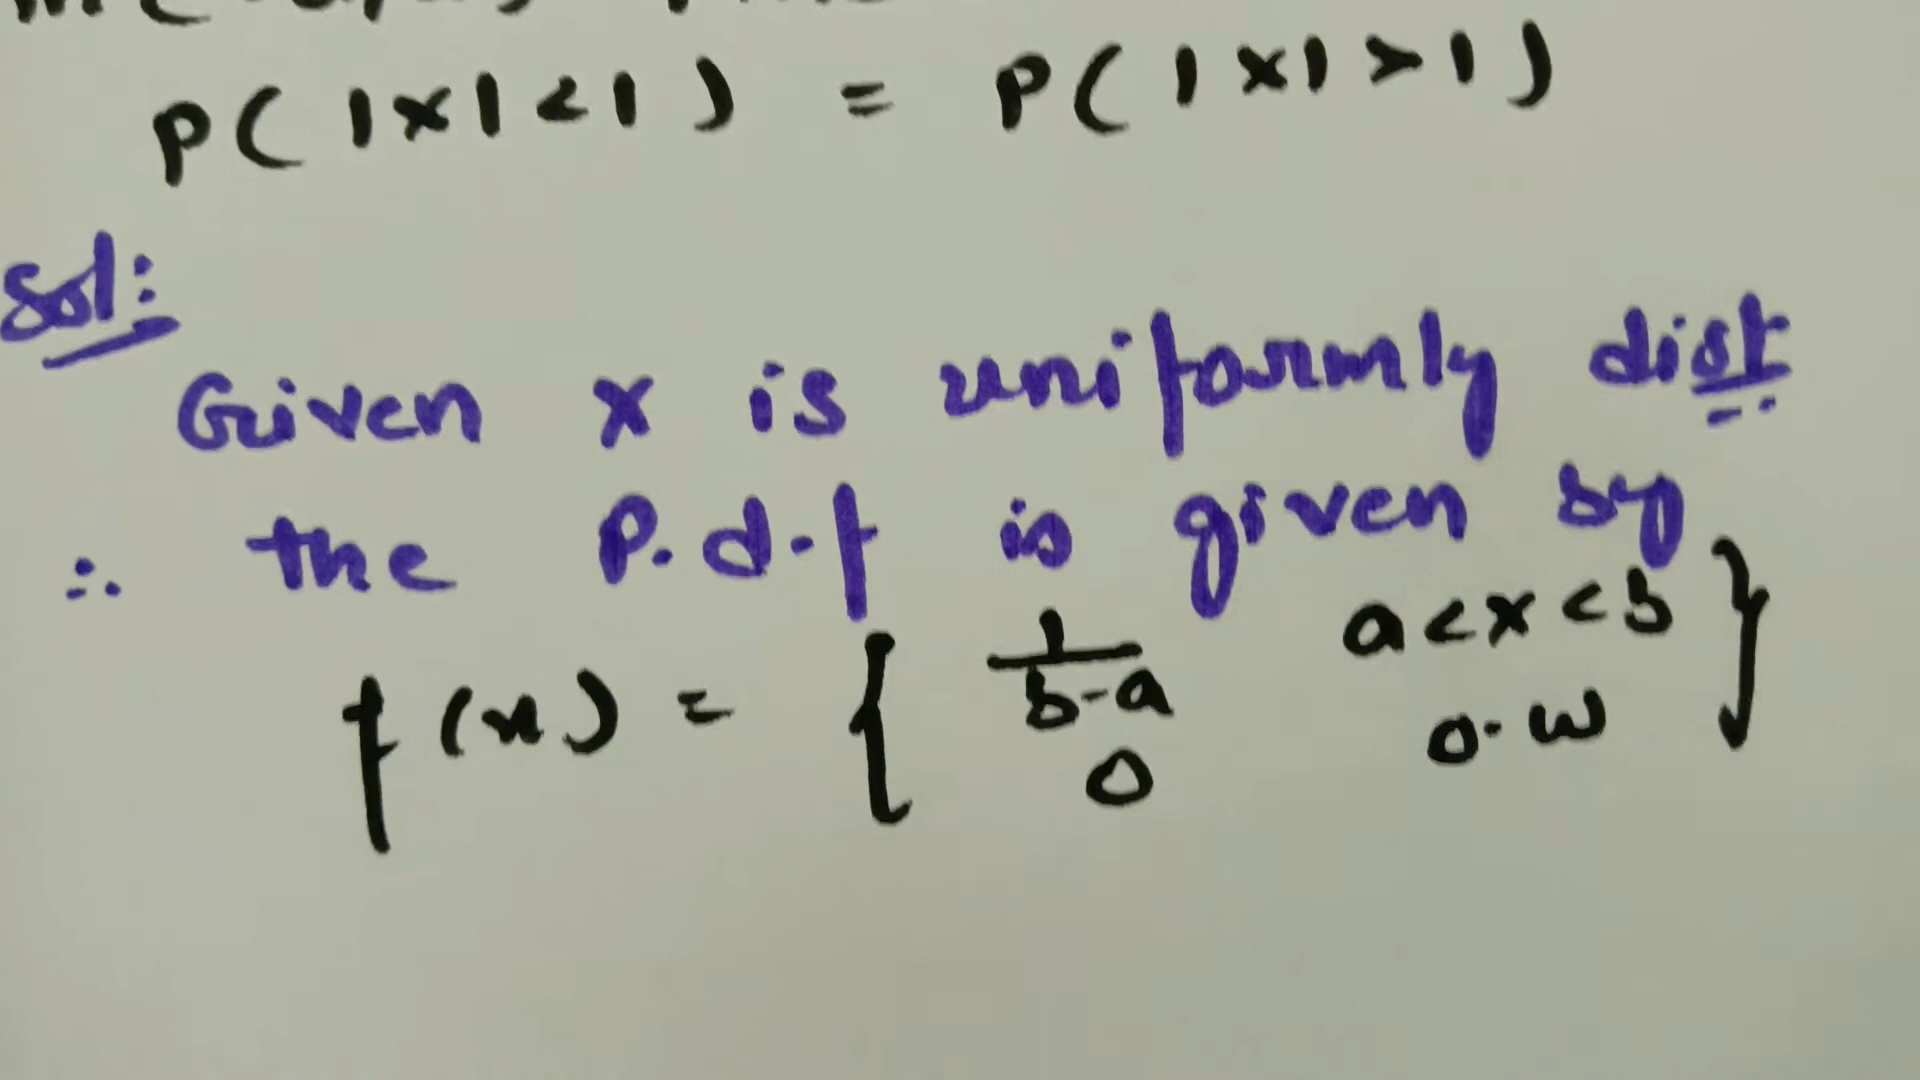 P( |x| < 1 ) = P( |x| > 1 )
Sol:
Given x is uniformly dist
∴ the P.d.f is given by
f(x) = { 1/b-a a<x<b
0 o.w }